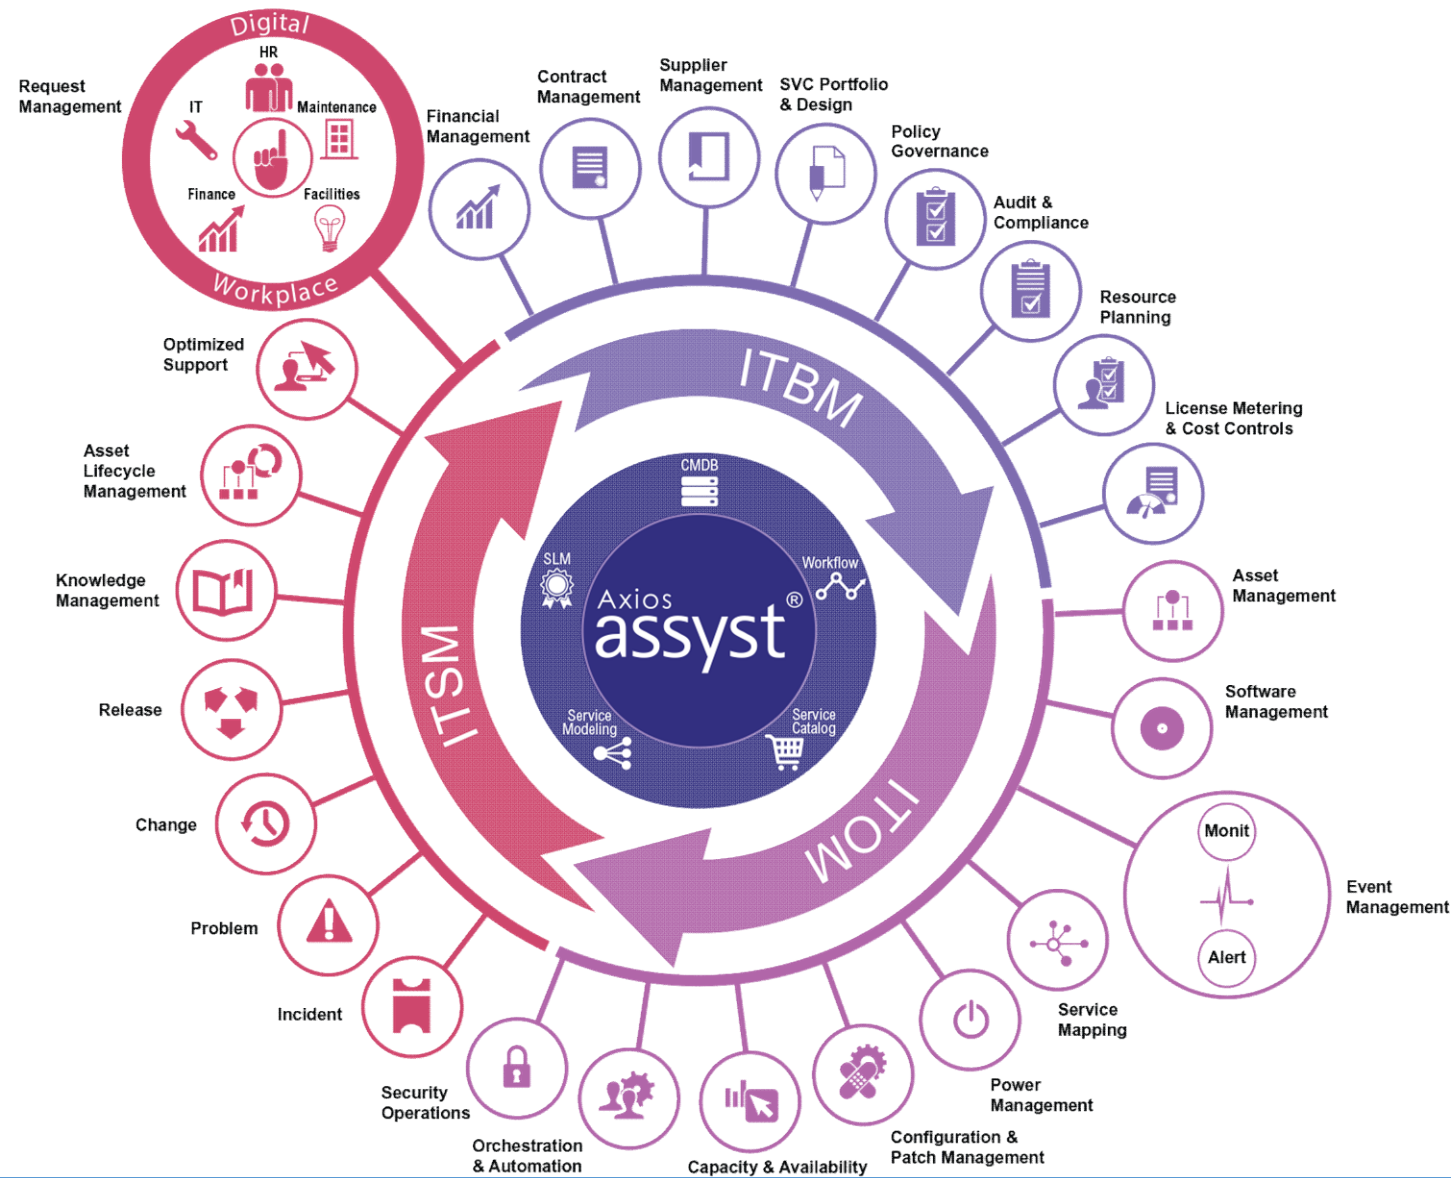 Digital
HR
IT
Maintenance
Finance
Facilities
Workplace
Request
Management
Financial
Management
Contract
Management
Supplier
Management
SVC Portfolio
& Design
Policy
Governance
Audit &
Compliance
Resource
Planning
License Metering
& Cost Controls
Asset
Management
Software
Management
Monit
Alert
Event
Management
Service
Mapping
Power
Management
Configuration &
Patch Management
Capacity & Availability
Orchestration
& Automation
Security
Operations
Incident
Problem
Change
Release
Knowledge
Management
Asset
Lifecycle
Management
Optimized
Support
ITBM
ITOM
ITSM
CMDB
SLM
Workflow
Axios
assyst®
Service
Modeling
Service
Catalog